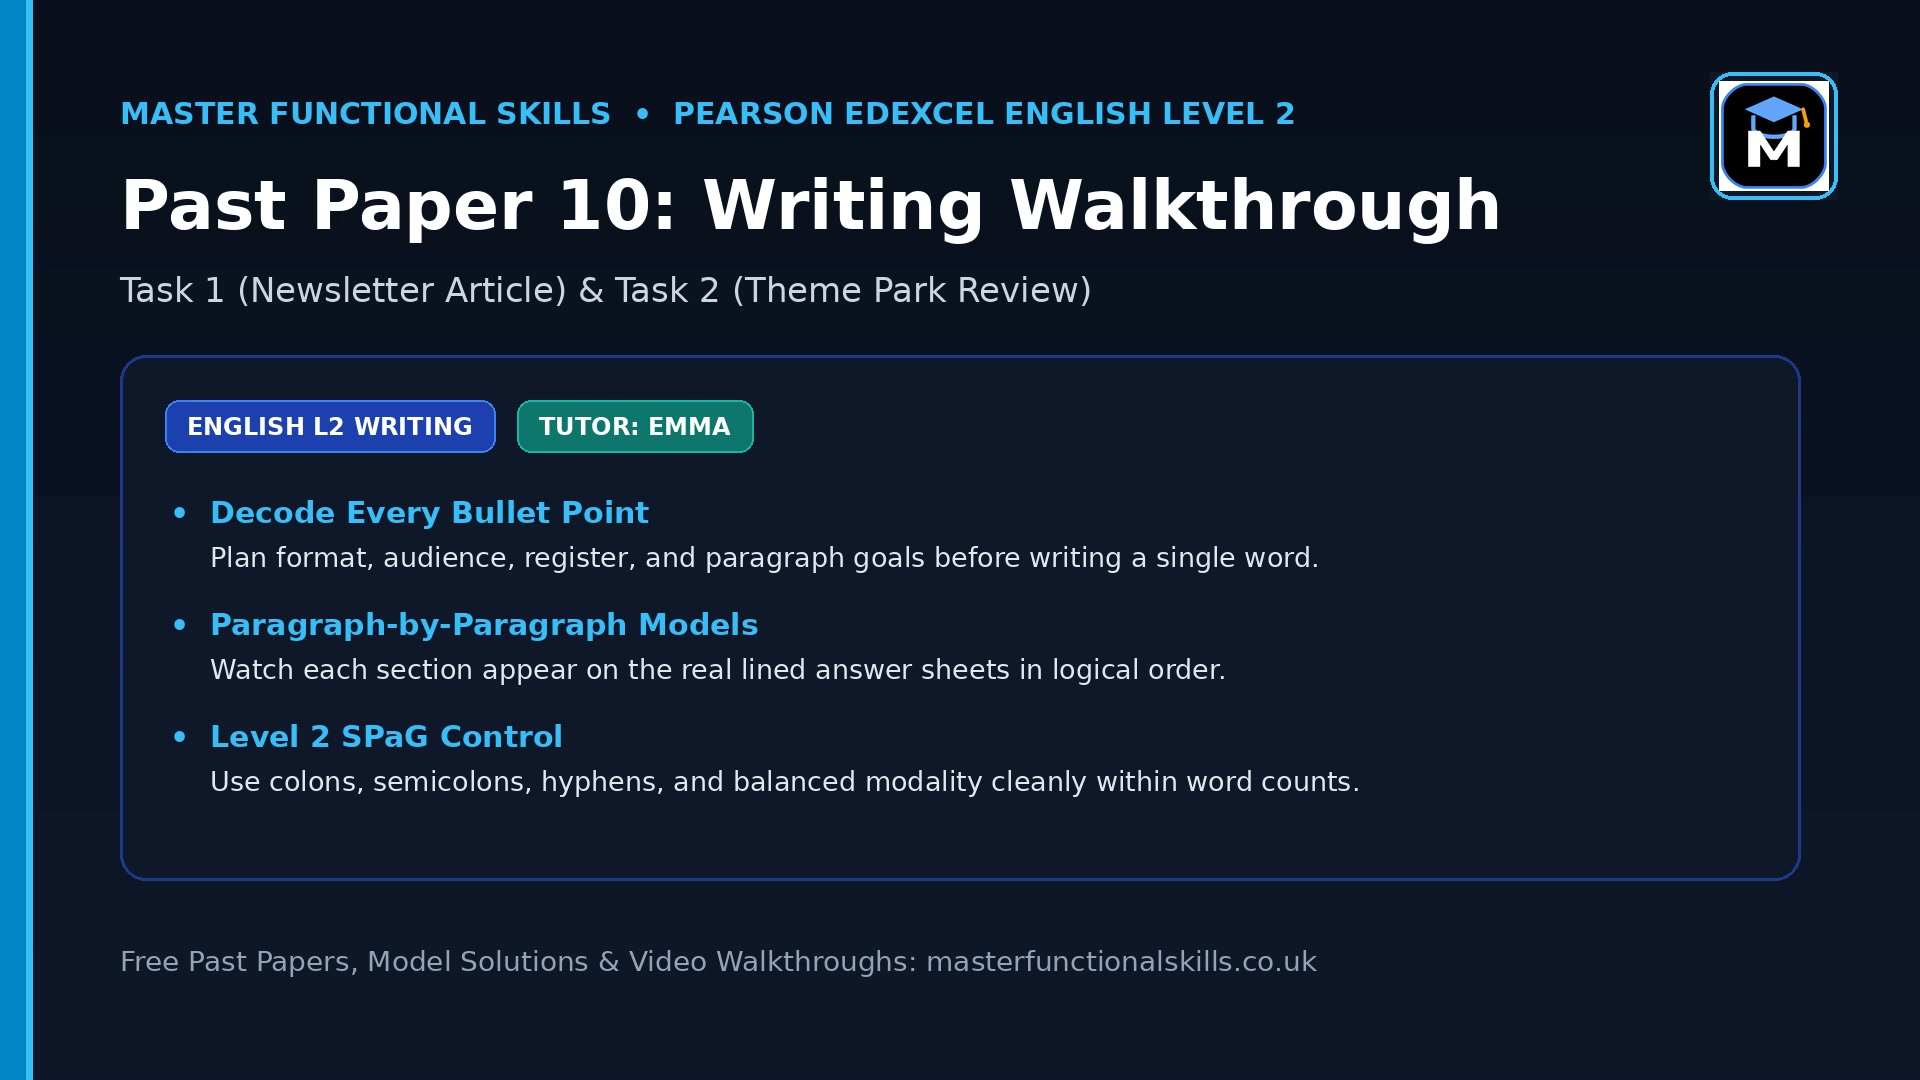 MASTER FUNCTIONAL SKILLS • PEARSON EDEXCEL ENGLISH LEVEL 2
M
Past Paper 10: Writing Walkthrough
Task 1 (Newsletter Article) & Task 2 (Theme Park Review)
ENGLISH L2 WRITING
TUTOR: EMMA
• Decode Every Bullet Point
Plan format, audience, register, and paragraph goals before writing a single word.
• Paragraph-by-Paragraph Models
Watch each section appear on the real lined answer sheets in logical order.
• Level 2 SPaG Control
Use colons, semicolons, hyphens, and balanced modality cleanly within word counts.
Free Past Papers, Model Solutions & Video Walkthroughs: masterfunctionalskills.co.uk